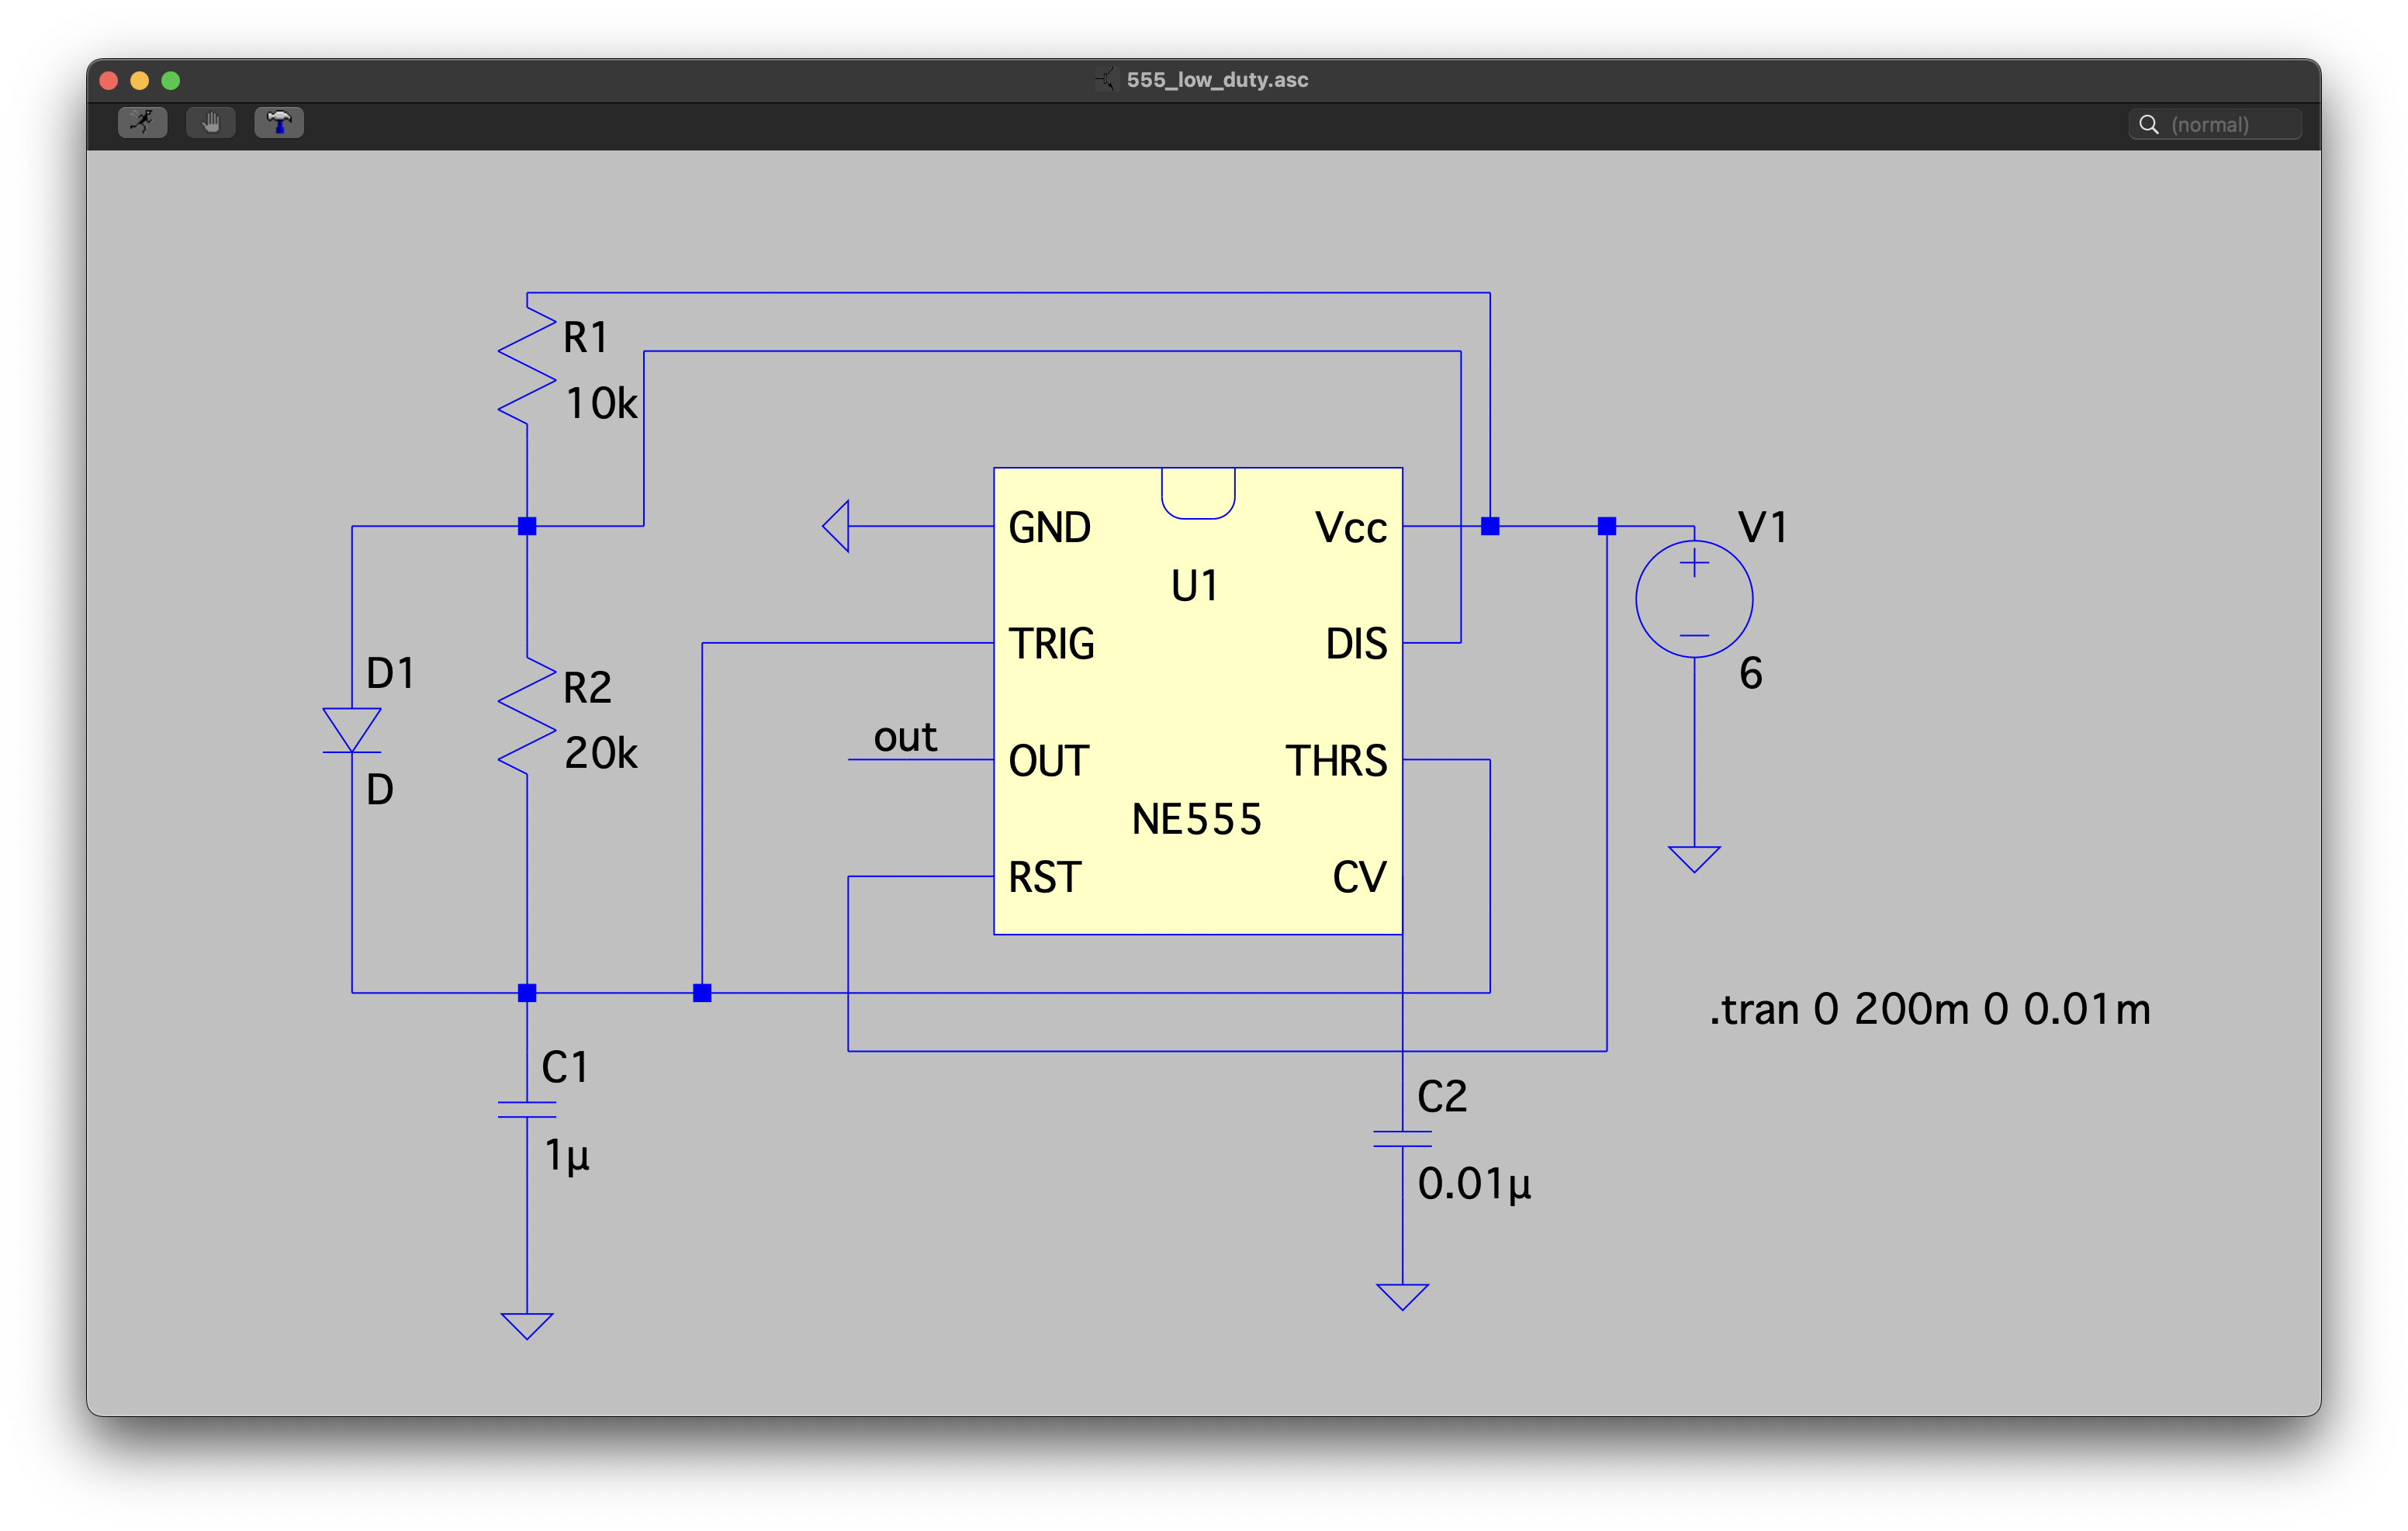 555_low_duty.asc
(normal)
R1
10k
GND
Vcc
V1
U1
TRIG
DIS
D1
R2
6
20k
out
OUT
THRS
D
NE555
RST
CV
.tran 0 200m 0 0.01m
C1
C2
1µ
0.01µ